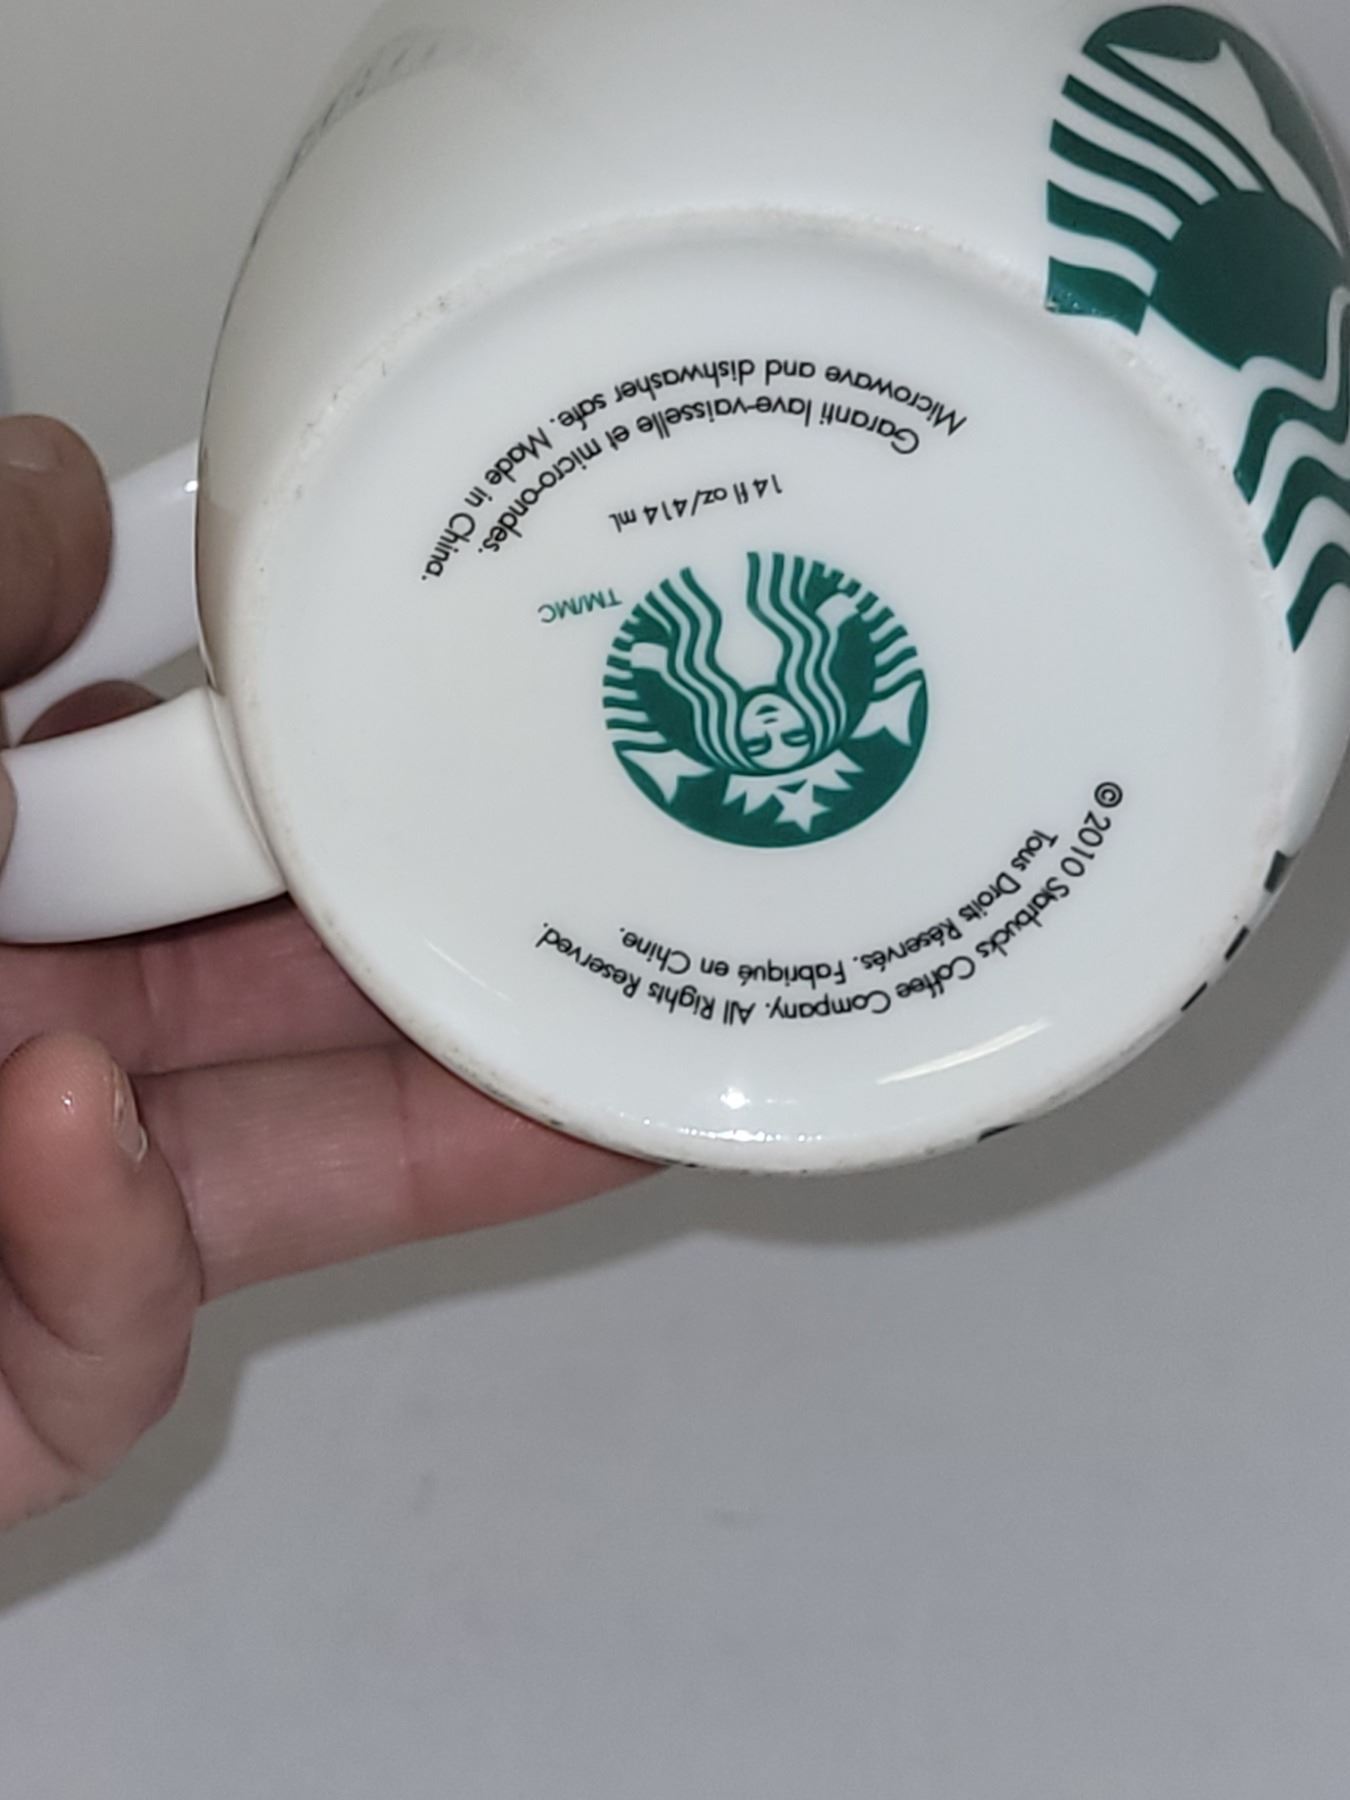 © 2010 Starbucks Coffee Company. All Rights Reserved.
Tous Droits Réservés. Fabriqué en Chine.
TM/MC
14 fl oz/414 mL
Garanti lave-vaisselle et micro-ondes.
Microwave and dishwasher safe. Made in China.